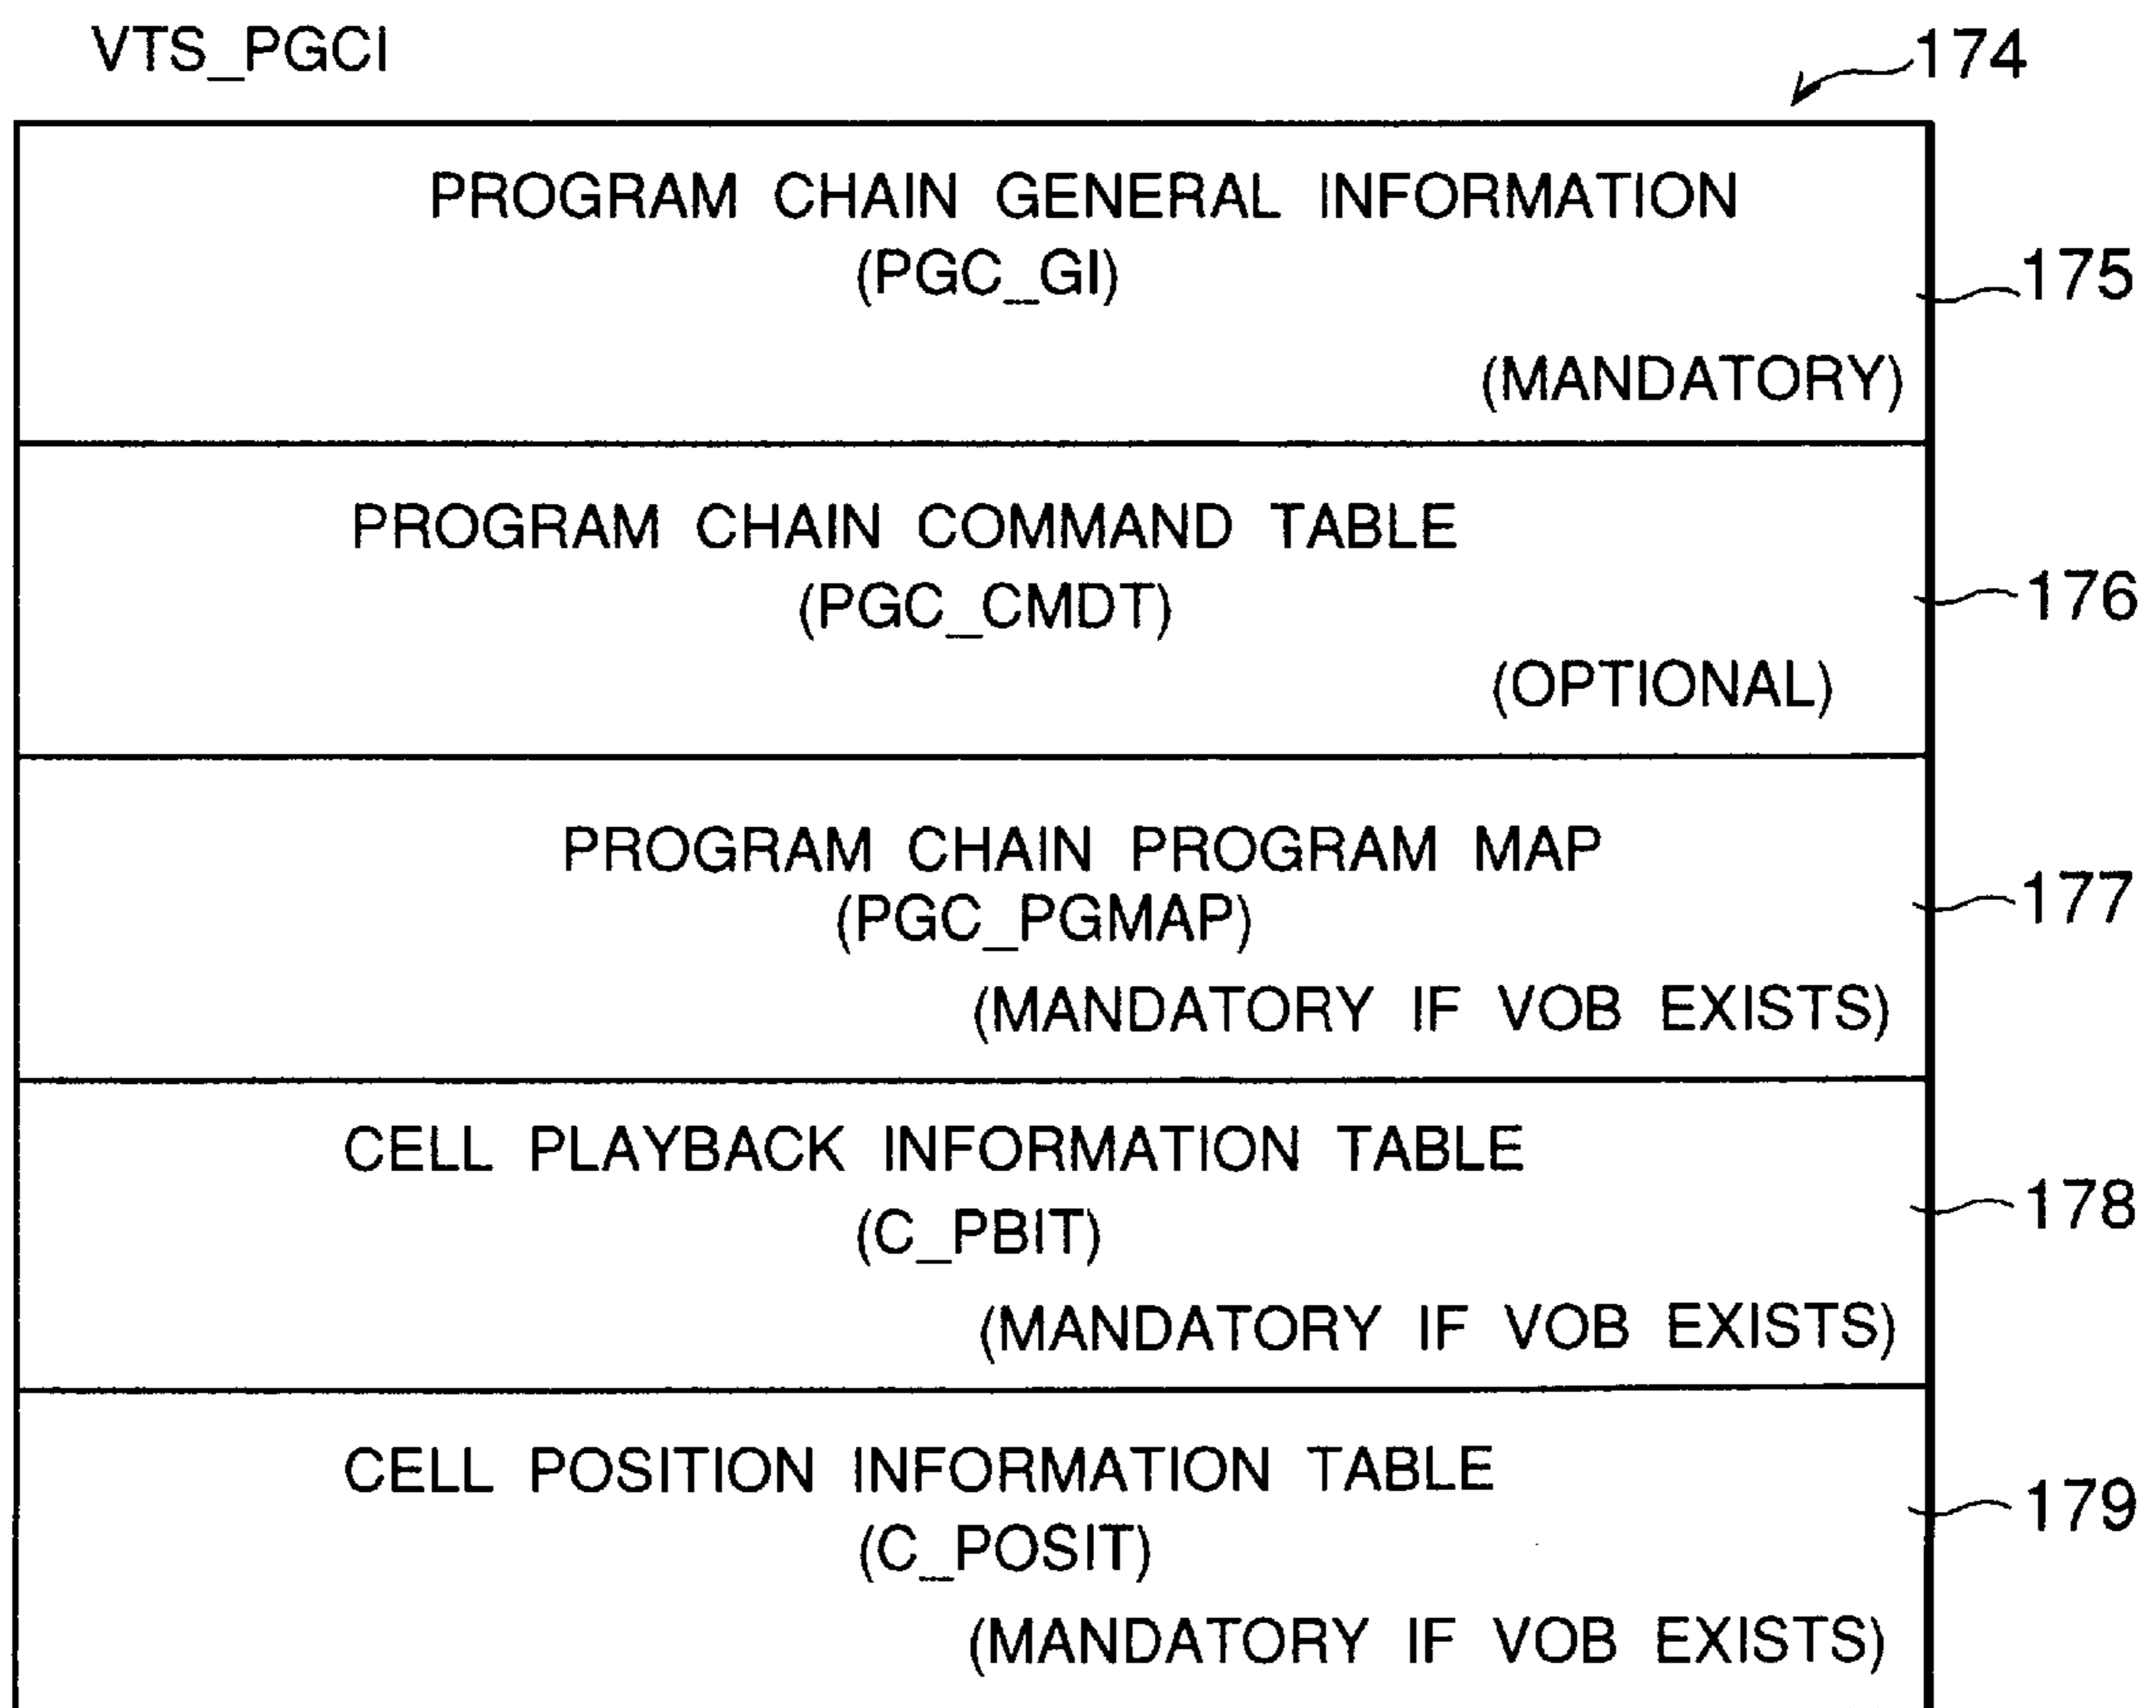 VTS_PGCI
174
PROGRAM CHAIN GENERAL INFORMATION
(PGC_GI)
175
(MANDATORY)
PROGRAM CHAIN COMMAND TABLE
(PGC_CMDT)
176
(OPTIONAL)
PROGRAM CHAIN PROGRAM MAP
(PGC_PGMAP)
177
(MANDATORY IF VOB EXISTS)
CELL PLAYBACK INFORMATION TABLE
(C_PBIT)
178
(MANDATORY IF VOB EXISTS)
CELL POSITION INFORMATION TABLE
(C_POSIT)
179
(MANDATORY IF VOB EXISTS)